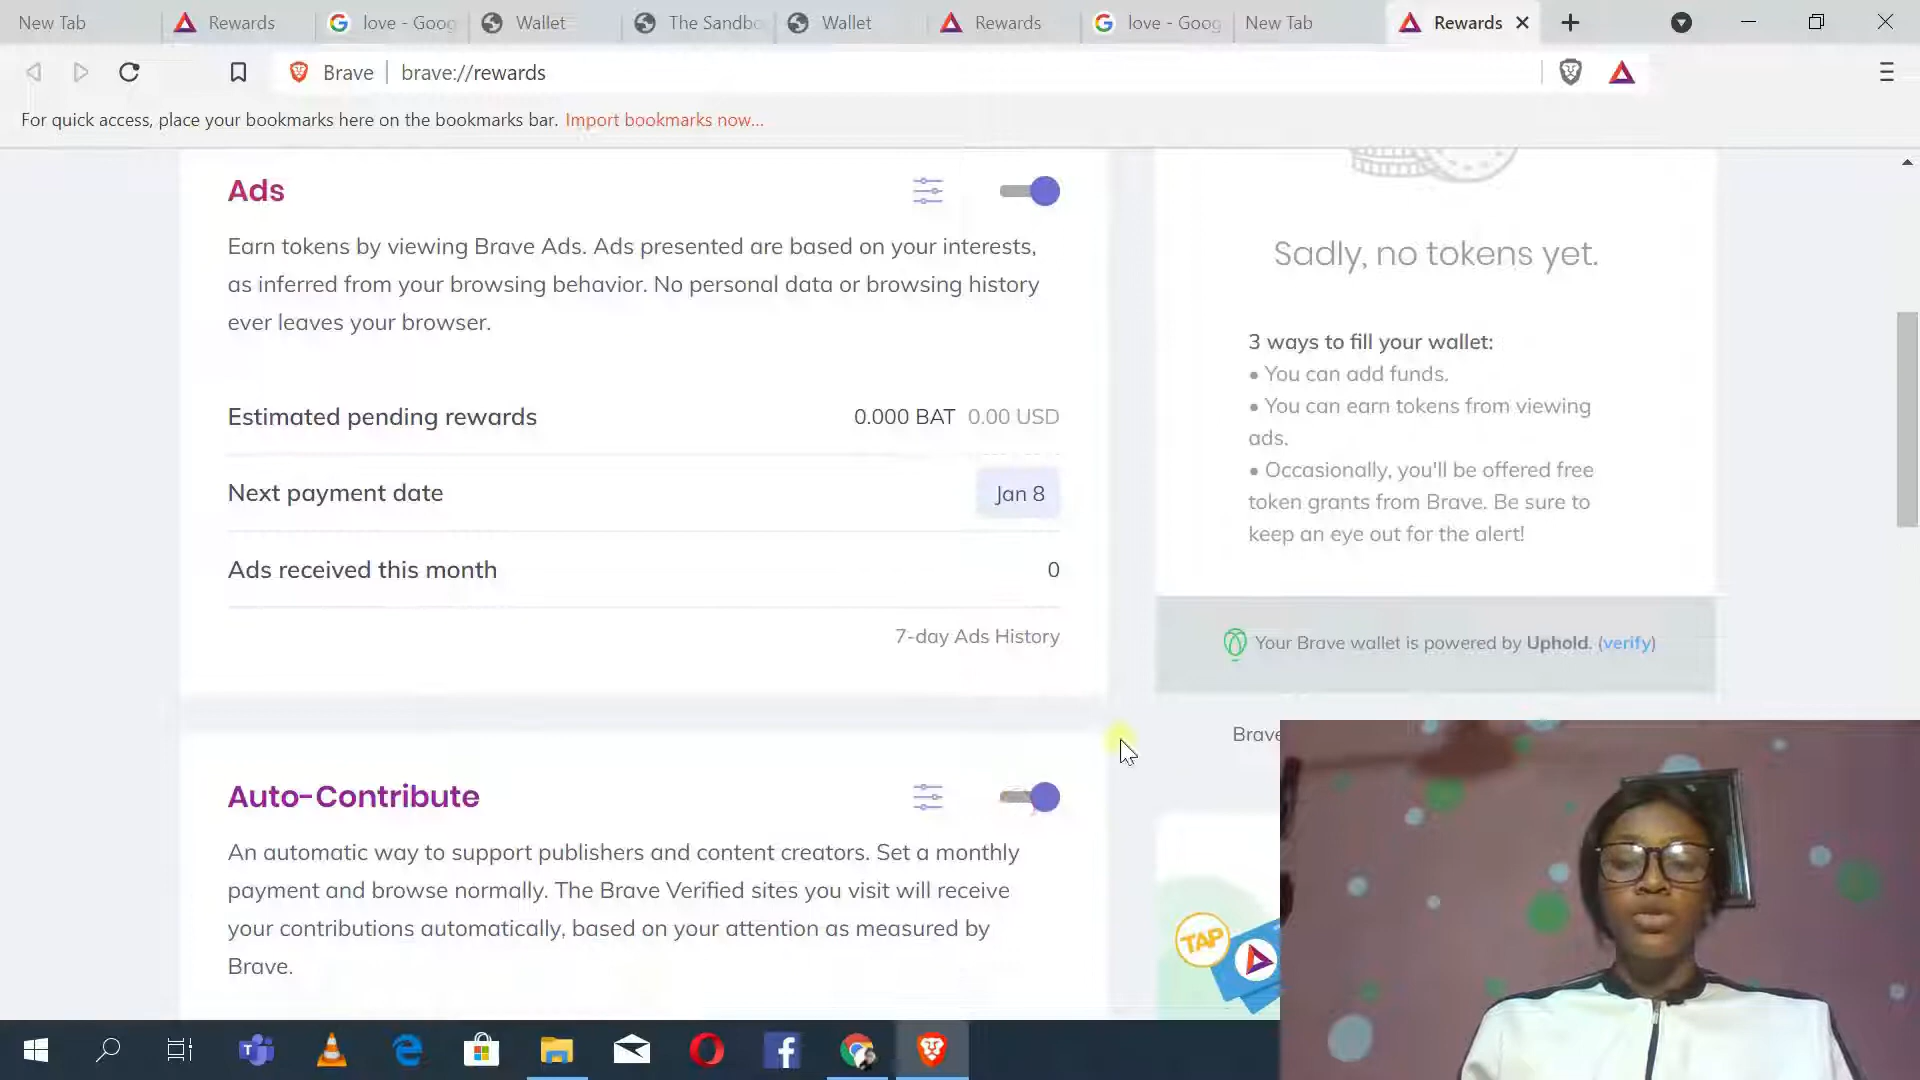 New Tab
Rewards
love - Goog
Wallet
The Sandbo
Wallet
Rewards
love - Goog
New Tab
Rewards
Brave
brave://rewards
For quick access, place your bookmarks here on the bookmarks bar. Import bookmarks now...
Ads
Earn tokens by viewing Brave Ads. Ads presented are based on your interests,
as inferred from your browsing behavior. No personal data or browsing history
ever leaves your browser.
Estimated pending rewards 0.000 BAT 0.00 USD
Next payment date Jan 8
Ads received this month 0
7-day Ads History
Auto-Contribute
An automatic way to support publishers and content creators. Set a monthly
payment and browse normally. The Brave Verified sites you visit will receive
your contributions automatically, based on your attention as measured by
Brave.
Sadly, no tokens yet.
3 ways to fill your wallet:
• You can add funds.
• You can earn tokens from viewing
ads.
• Occasionally, you'll be offered free
token grants from Brave. Be sure to
keep an eye out for the alert!
Your Brave wallet is powered by Uphold. (verify)
Brave
TAP